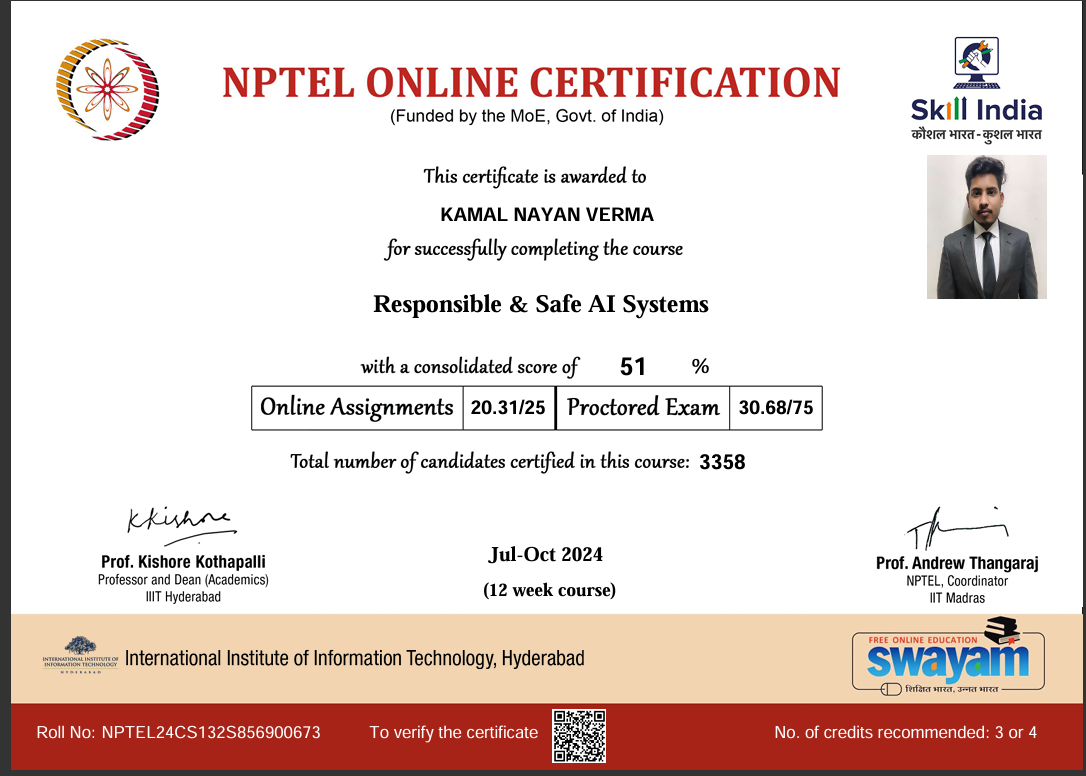 NPTEL ONLINE CERTIFICATION
(Funded by the MoE, Govt. of India)
Skill India
कौशल भारत - कुशल भारत
This certificate is awarded to
KAMAL NAYAN VERMA
for successfully completing the course
Responsible & Safe AI Systems
with a consolidated score of 51 %
Online Assignments 20.31/25 Proctored Exam 30.68/75
Total number of candidates certified in this course: 3358
KKishore
Prof. Kishore Kothapalli
Professor and Dean (Academics)
IIIT Hyderabad
Jul-Oct 2024
(12 week course)
Prof. Andrew Thangaraj
NPTEL, Coordinator
IIT Madras
INTERNATIONAL INSTITUTE OF
INFORMATION TECHNOLOGY
HYDERABAD
International Institute of Information Technology, Hyderabad
FREE ONLINE EDUCATION
swayam
शिक्षित भारत, उन्नत भारत
Roll No: NPTEL24CS132S856900673
To verify the certificate
No. of credits recommended: 3 or 4